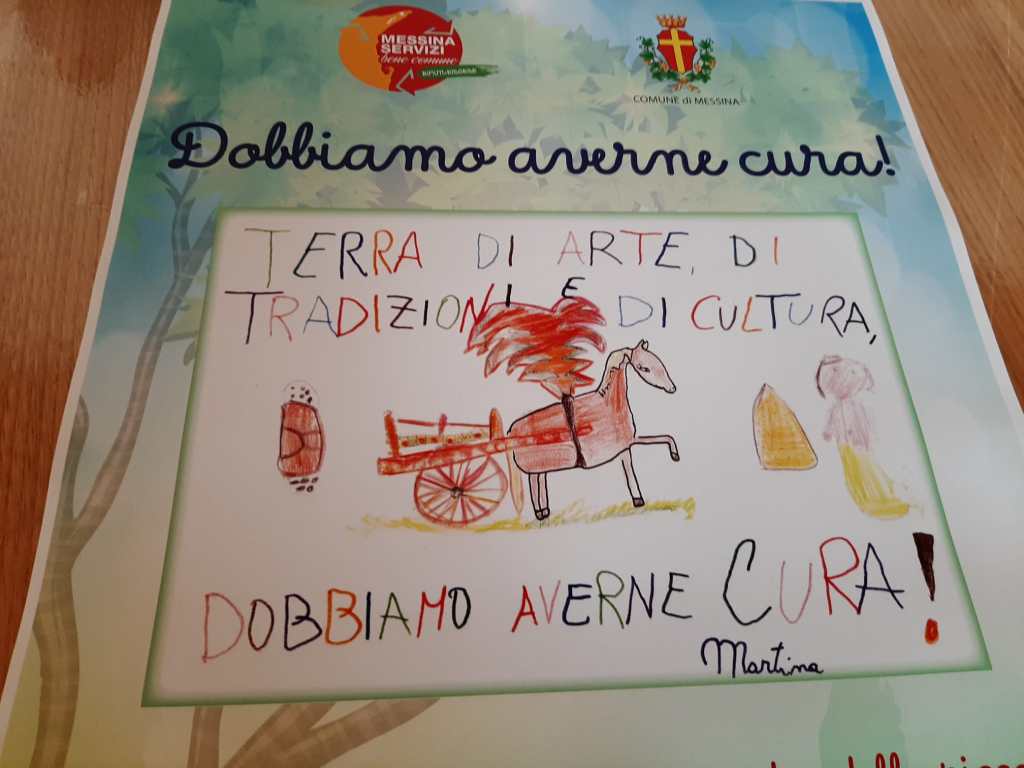 MESSINA
SERVIZI
bene comune
COMUNE di MESSINA
Dobbiamo averne cura!
TERRA DI ARTE, DI
TRADIZIONI E DI CULTURA,
DOBBIAMO AVERNE CURA!
Martina